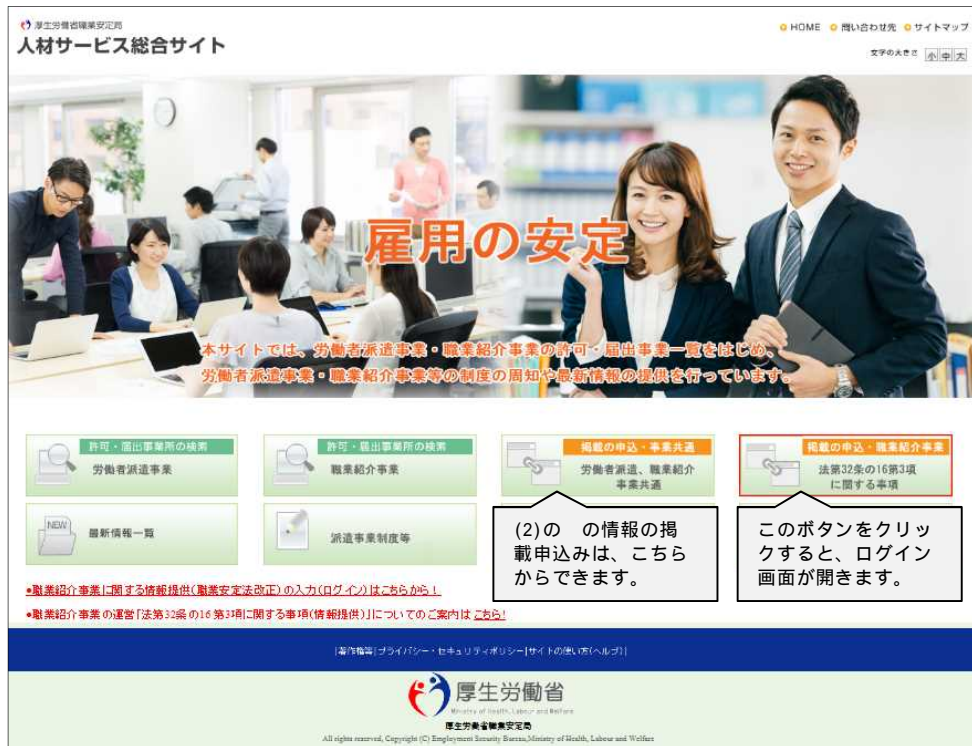 厚生労働省職業安定局
人材サービス総合サイト
HOME 問い合わせ先 サイトマップ
文字の大きさ 小 中 大
雇用の安定
本サイトでは、労働者派遣事業・職業紹介事業の許可・届出事業一覧をはじめ、
労働者派遣事業・職業紹介事業等の制度の周知や最新情報の提供を行っています。
許可・届出事業所の検索
労働者派遣事業
許可・届出事業所の検索
職業紹介事業
掲載の申込・事業共通
労働者派遣、職業紹介
事業共通
掲載の申込・職業紹介事業
法第32条の16第3項
に関する事項
NEW
最新情報一覧
派遣事業制度等
(2)の の情報の掲
載申込みは、こちら
からできます。
このボタンをクリッ
クすると、ログイン
画面が開きます。
●職業紹介事業に関する情報提供(職業安定法改正)の入力(ログイン)はこちらから!
●職業紹介事業の運営「法第32条の16第3項に関する事項(情報提供)」についてのご案内は こちら!
|著作権等|プライバシー・セキュリティポリシー|サイトの使い方(ヘルプ)|
厚生労働省
Ministry of Health, Labour and Welfare
厚生労働省職業安定局
All rights reserved, Copyright (C) Employment Security Bureau,Ministry of Health, Labour and Welfare